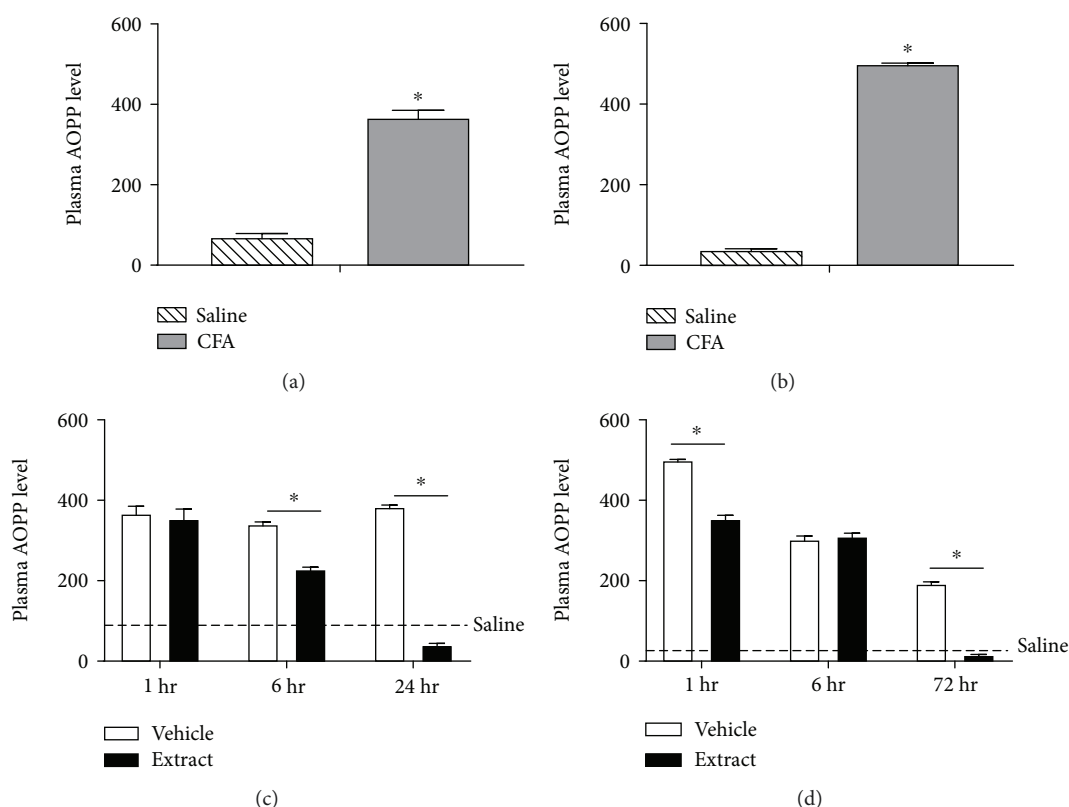 600
400
200
0
Plasma AOPP level
*
Saline
CFA
(a)
600
400
200
0
Plasma AOPP level
*
Saline
CFA
(b)
600
400
200
0
Plasma AOPP level
*
*
Saline
1 hr 6 hr 24 hr
Vehicle
Extract
(c)
600
400
200
0
Plasma AOPP level
*
*
Saline
1 hr 6 hr 72 hr
Vehicle
Extract
(d)